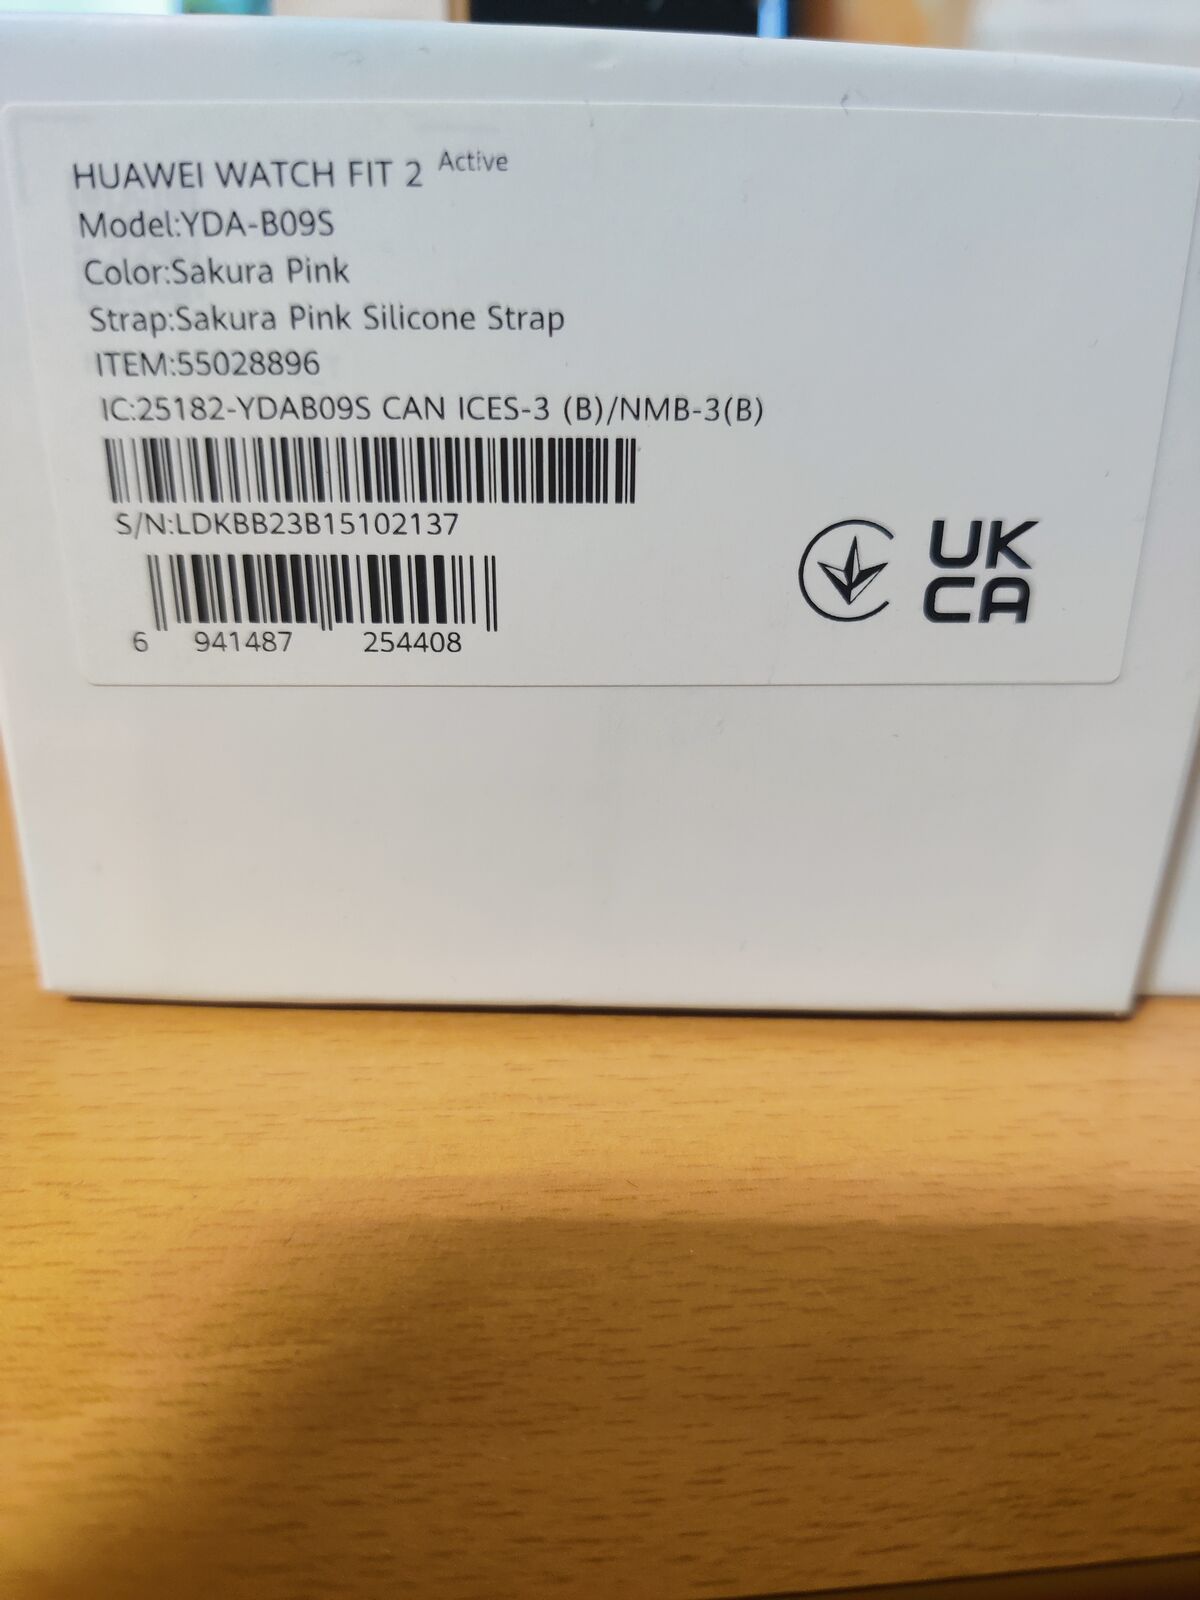 HUAWEI WATCH FIT 2 Active
Model:YDA-B09S
Color:Sakura Pink
Strap:Sakura Pink Silicone Strap
ITEM:55028896
IC:25182-YDAB09S CAN ICES-3 (B)/NMB-3(B)
S/N:LDKBB23B15102137
6 941487 254408
UK
CA